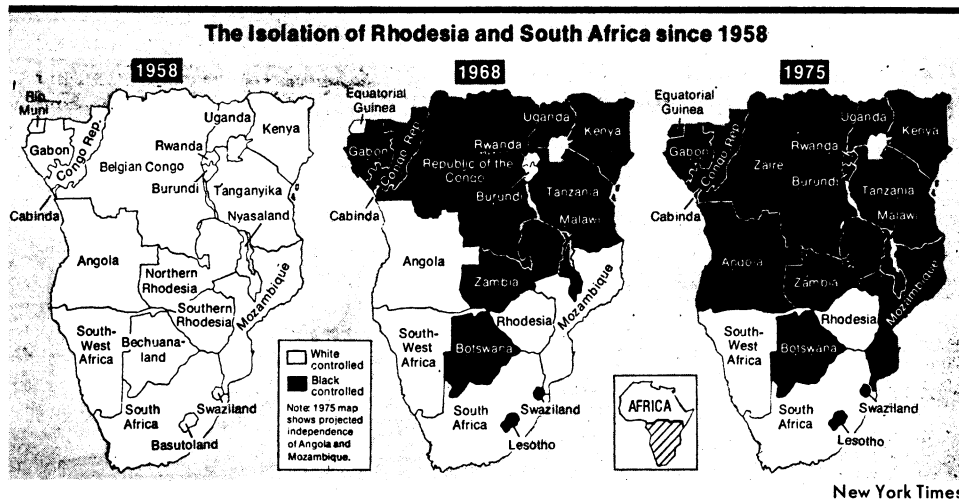 The Isolation of Rhodesia and South Africa since 1958
1958
Rio
Muni
Gabon
Congo Rep.
Cabinda
Uganda
Kenya
Rwanda
Belgian Congo
Burundi
Tanganyika
Nyasaland
Angola
Northern
Rhodesia
Southern
Rhodesia
Mozambique
South-
West
Africa
Bechuana-
land
South
Africa
Swaziland
Basutoland
White
controlled
Black
controlled
Note: 1975 map
shows projected
independence
of Angola and
Mozambique.
1968
Equatorial
Guinea
Gabon
Congo Rep.
Cabinda
Uganda
Kenya
Rwanda
Republic of the
Congo
Burundi
Tanzania
Malawi
Angola
Zambia
Mozambique
Rhodesia
South-West
Africa
Botswana
South
Africa
Swaziland
Lesotho
AFRICA
1975
Equatorial
Guinea
Gabon
Congo Rep.
Cabinda
Uganda
Kenya
Rwanda
Zaire
Burundi
Tanzania
Malawi
Angola
Zambia
Mozambique
Rhodesia
South-
West
Africa
Botswana
South
Africa
Swaziland
Lesotho
New York Times